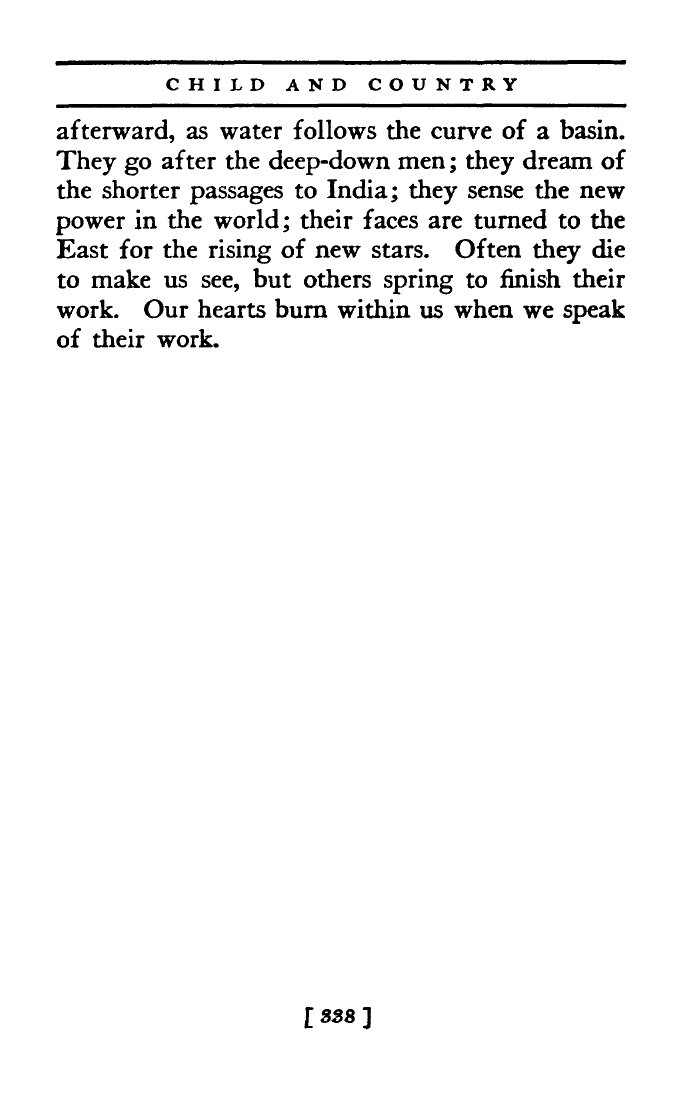 CHILD AND COUNTRY
afterward, as water follows the curve of a basin.
They go after the deep-down men; they dream of
the shorter passages to India; they sense the new
power in the world; their faces are turned to the
East for the rising of new stars. Often they die
to make us see, but others spring to finish their
work. Our hearts burn within us when we speak
of their work.
[ 338 ]